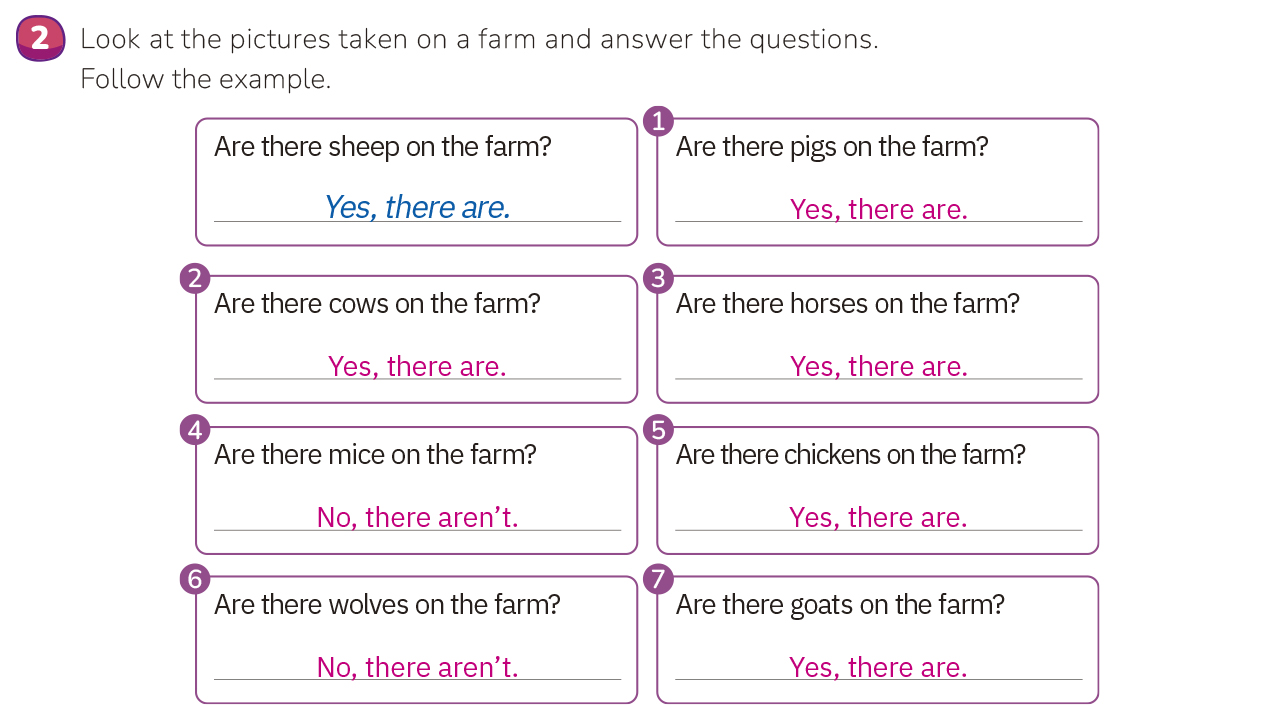 2 Look at the pictures taken on a farm and answer the questions.
Follow the example.
Are there sheep on the farm?
Yes, there are.
1
Are there pigs on the farm?
Yes, there are.
2
Are there cows on the farm?
Yes, there are.
3
Are there horses on the farm?
Yes, there are.
4
Are there mice on the farm?
No, there aren’t.
5
Are there chickens on the farm?
Yes, there are.
6
Are there wolves on the farm?
No, there aren’t.
7
Are there goats on the farm?
Yes, there are.